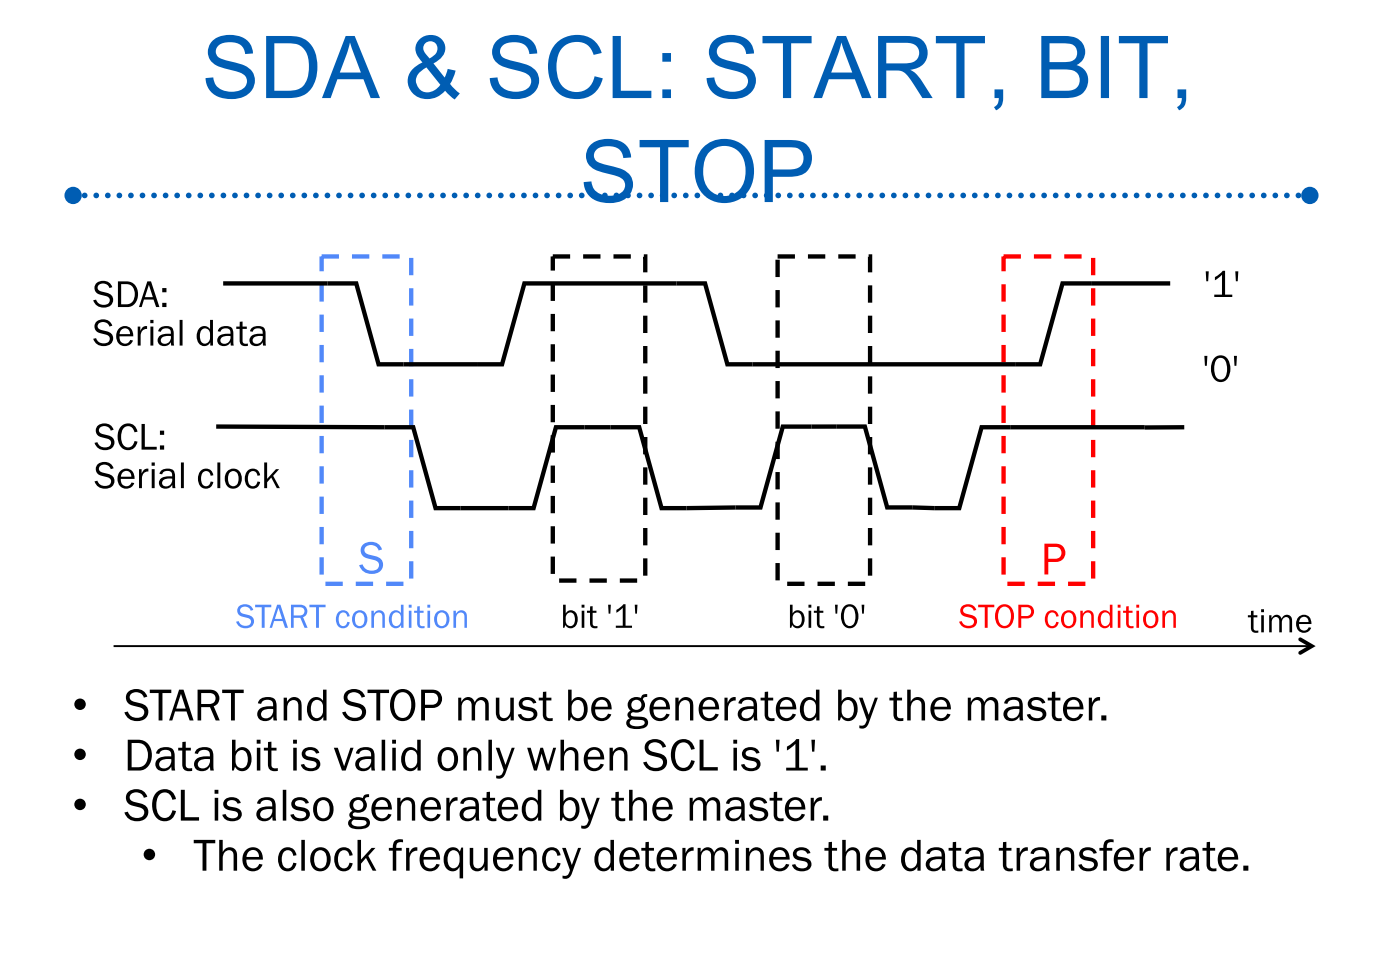 SDA & SCL: START, BIT,
STOP
SDA:
Serial data
'1'
'0'
SCL:
Serial clock
S
P
START condition
bit '1'
bit '0'
STOP condition
time
• START and STOP must be generated by the master.
• Data bit is valid only when SCL is '1'.
• SCL is also generated by the master.
• The clock frequency determines the data transfer rate.